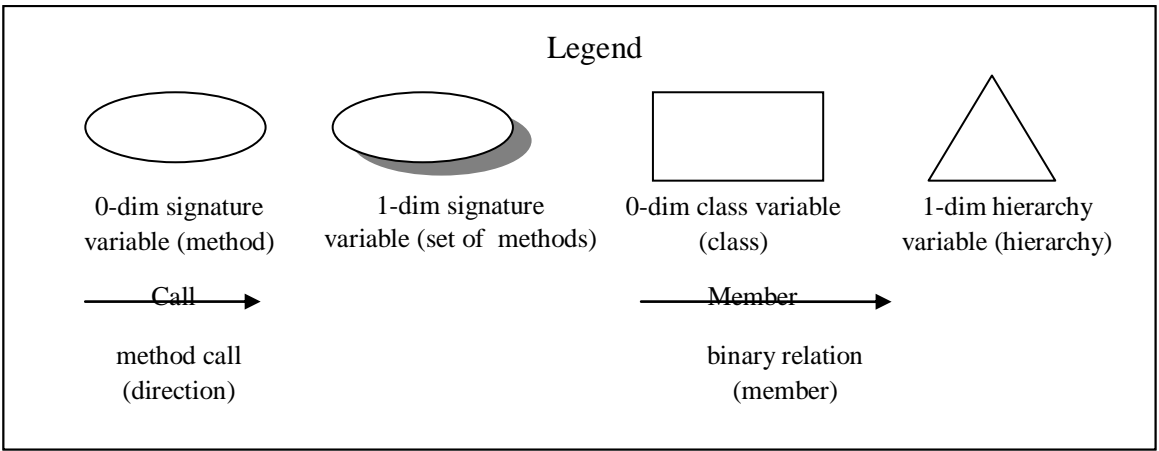 Legend
0-dim signature
variable (method)
1-dim signature
variable (set of methods)
0-dim class variable
(class)
1-dim hierarchy
variable (hierarchy)
Call
Member
method call
(direction)
binary relation
(member)